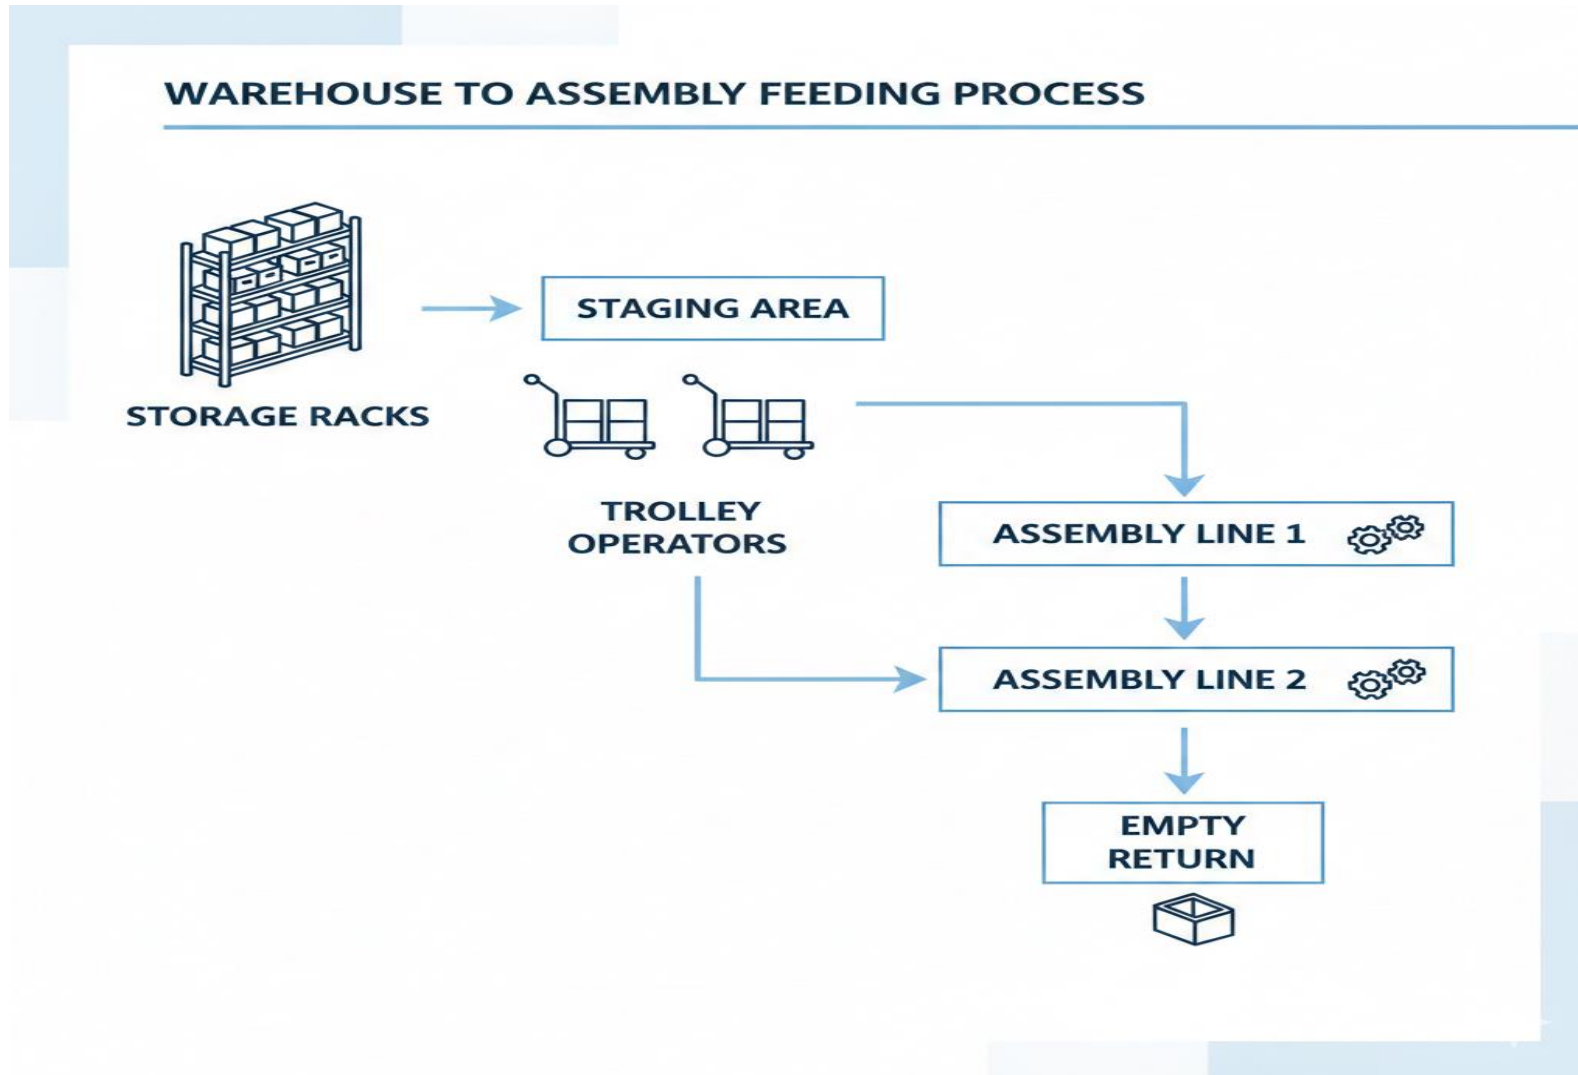 WAREHOUSE TO ASSEMBLY FEEDING PROCESS
STORAGE RACKS
STAGING AREA
TROLLEY
OPERATORS
ASSEMBLY LINE 1
ASSEMBLY LINE 2
EMPTY
RETURN